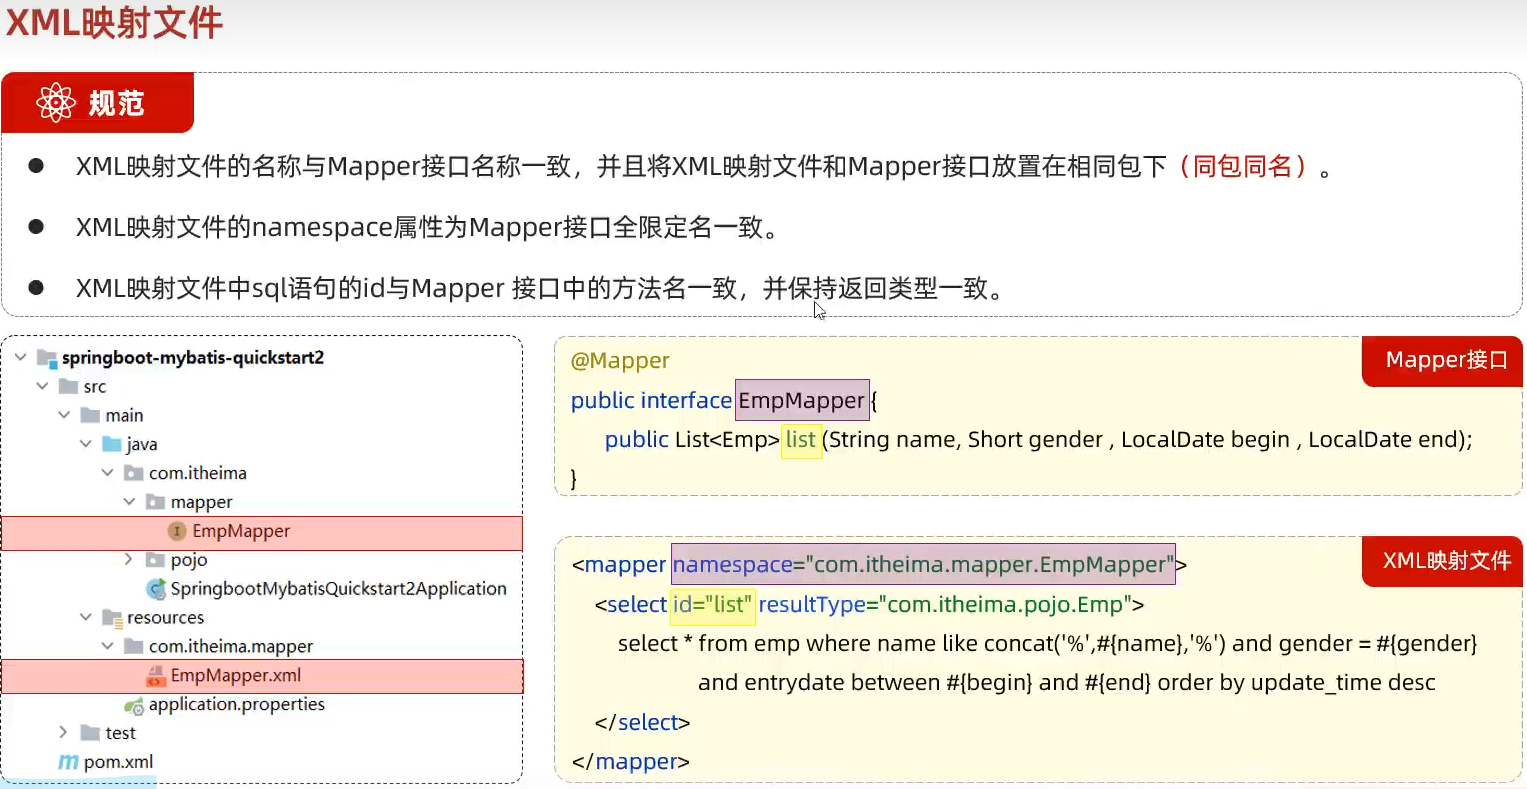 XML映射文件
规范
XML映射文件的名称与Mapper接口名称一致，并且将XML映射文件和Mapper接口放置在相同包下（同包同名）。
XML映射文件的namespace属性为Mapper接口全限定名一致。
XML映射文件中sql语句的id与Mapper 接口中的方法名一致，并保持返回类型一致。
springboot-mybatis-quickstart2
src
main
java
com.itheima
mapper
EmpMapper
pojo
SpringbootMybatisQuickstart2Application
resources
com.itheima.mapper
EmpMapper.xml
application.properties
test
pom.xml
Mapper接口
@Mapper
public interface EmpMapper {
public List<Emp> list (String name, Short gender , LocalDate begin , LocalDate end);
}
XML映射文件
<mapper namespace="com.itheima.mapper.EmpMapper">
<select id="list" resultType="com.itheima.pojo.Emp">
select * from emp where name like concat('%',#{name},'%') and gender = #{gender}
and entrydate between #{begin} and #{end} order by update_time desc
</select>
</mapper>